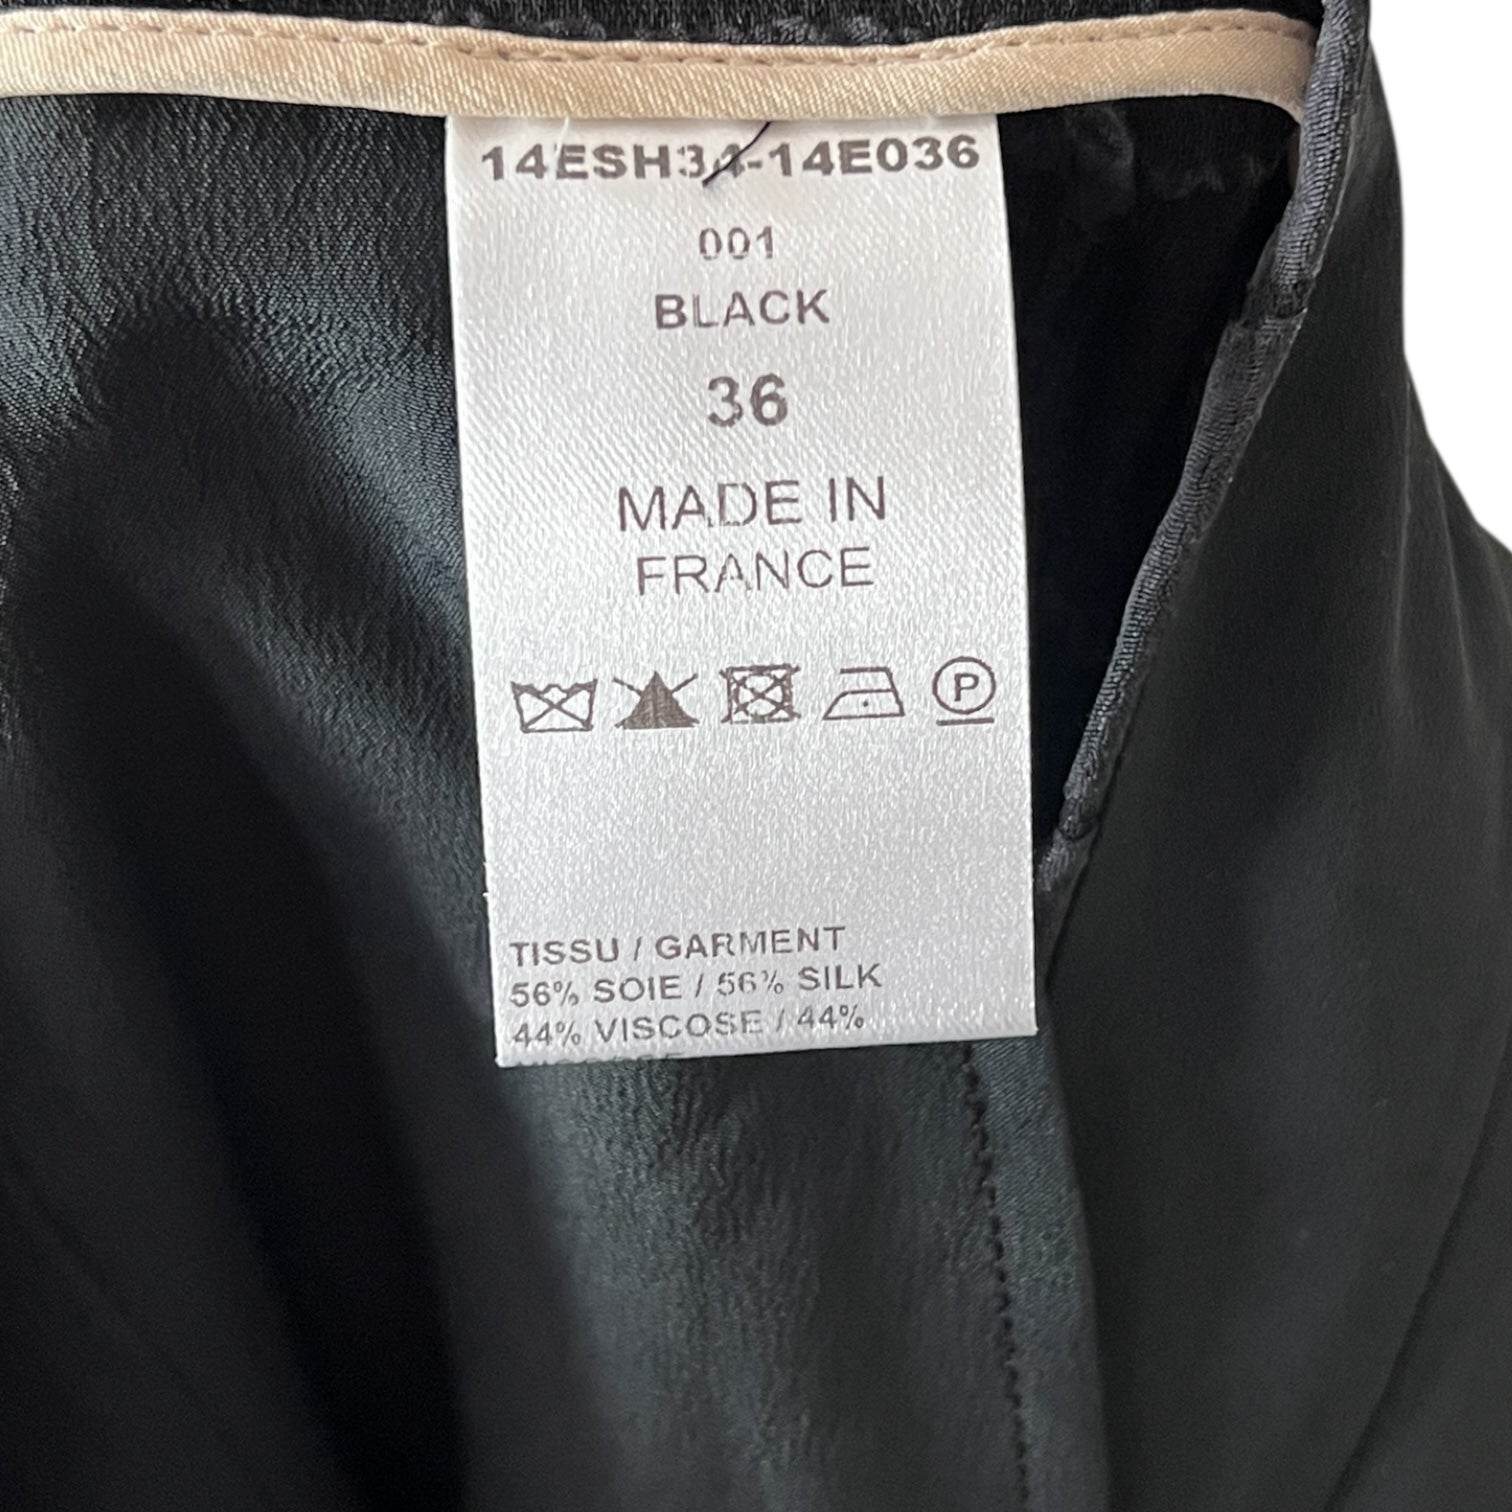 14ESH34-14E036
001
BLACK
36
MADE IN
FRANCE
P
TISSU / GARMENT
56% SOIE / 56% SILK
44% VISCOSE / 44%